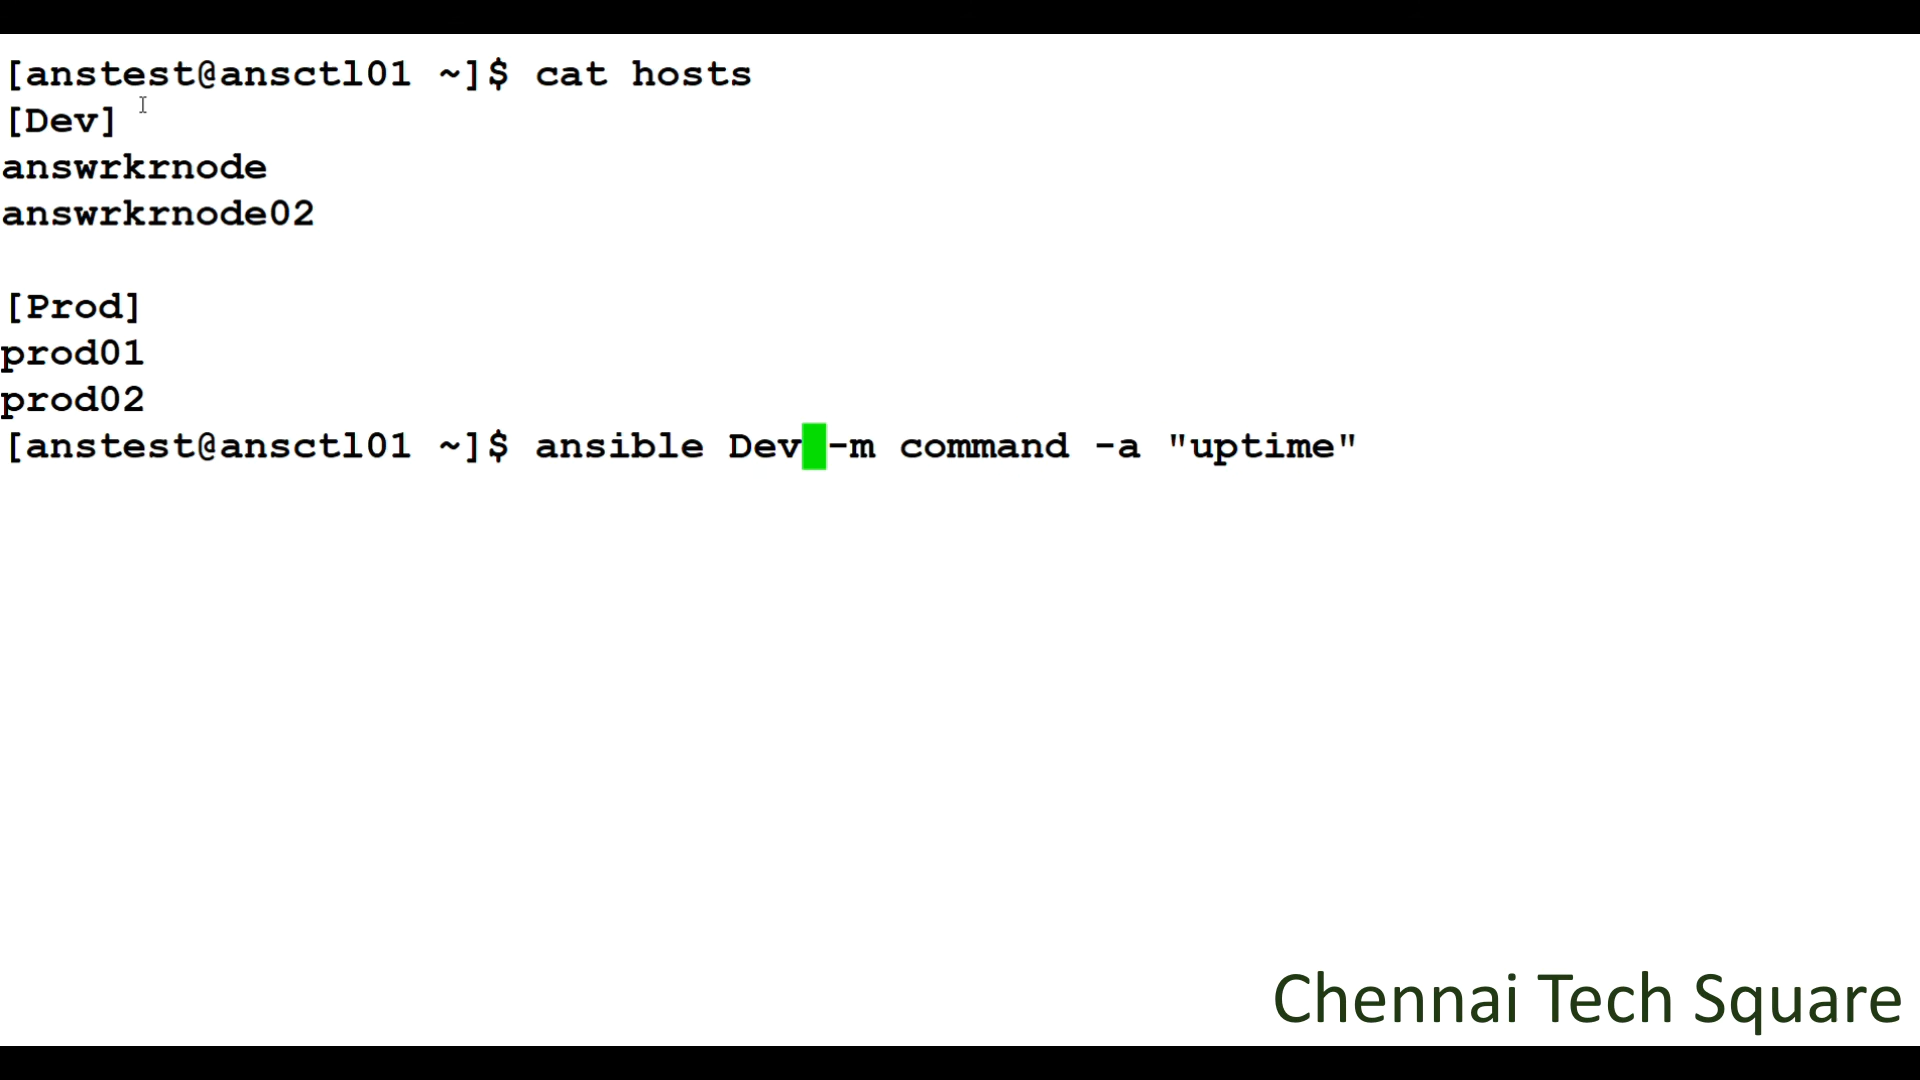 [anstest@ansctl01 ~]$ cat hosts
[Dev]
answrkrnode
answrkrnode02
[Prod]
prod01
prod02
[anstest@ansctl01 ~]$ ansible Dev -m command -a "uptime"
Chennai Tech Square